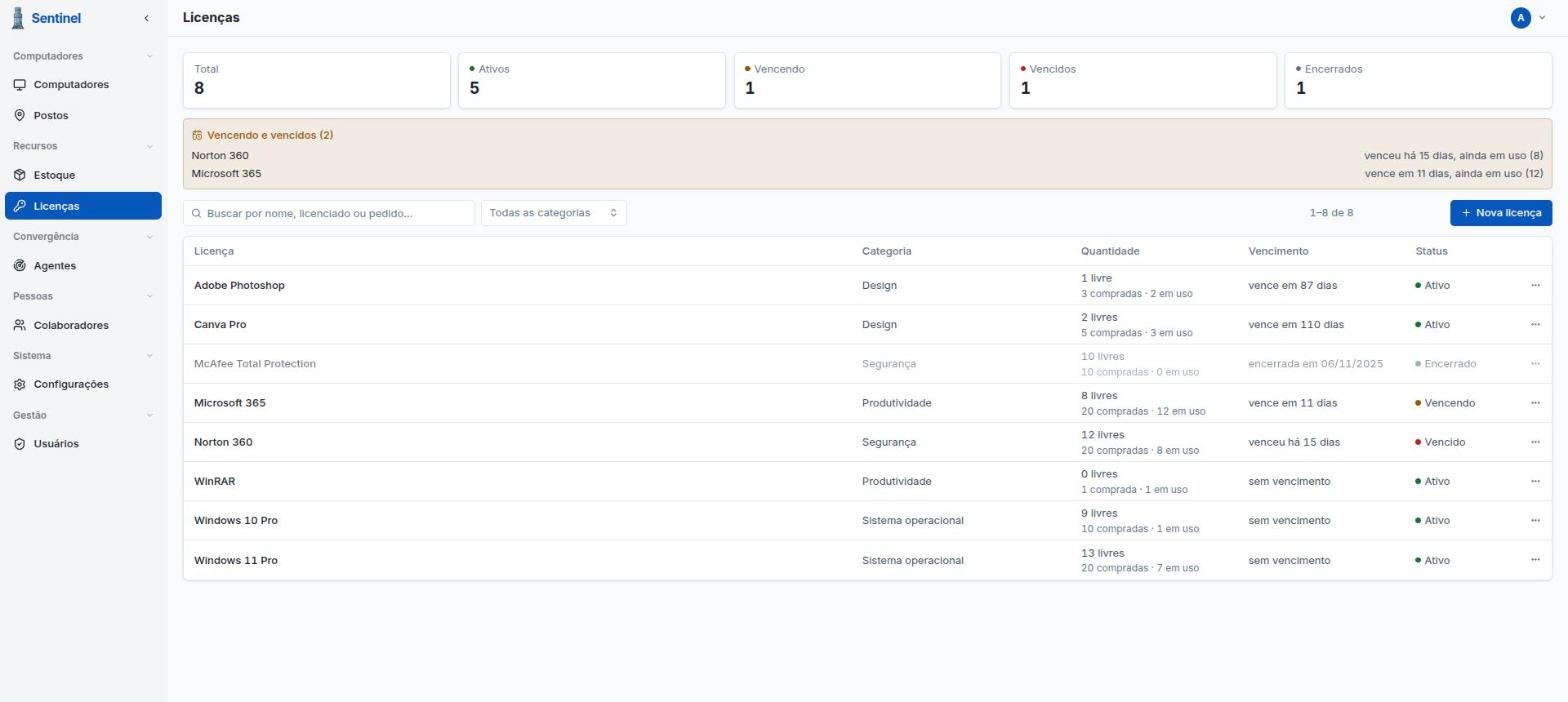 Sentinel
Computadores
Computadores
Postos
Recursos
Estoque
Licenças
Convergência
Agentes
Pessoas
Colaboradores
Sistema
Configurações
Gestão
Usuários
Licenças
A
Total
8
Ativos
5
Vencendo
1
Vencidos
1
Encerrados
1
Vencendo e vencidos (2)
Norton 360 venceu há 15 dias, ainda em uso (8)
Microsoft 365 vence em 11 dias, ainda em uso (12)
Buscar por nome, licenciado ou pedido... Todas as categorias 1–8 de 8 + Nova licença
Licença Categoria Quantidade Vencimento Status
Adobe Photoshop Design 1 livre vence em 87 dias Ativo ...
3 compradas · 2 em uso
Canva Pro Design 2 livres vence em 110 dias Ativo ...
5 compradas · 3 em uso
McAfee Total Protection Segurança 10 livres encerrada em 06/11/2025 Encerrado ...
10 compradas · 0 em uso
Microsoft 365 Produtividade 8 livres vence em 11 dias Vencendo ...
20 compradas · 12 em uso
Norton 360 Segurança 12 livres venceu há 15 dias Vencido ...
20 compradas · 8 em uso
WinRAR Produtividade 0 livres sem vencimento Ativo ...
1 comprada · 1 em uso
Windows 10 Pro Sistema operacional 9 livres sem vencimento Ativo ...
10 compradas · 1 em uso
Windows 11 Pro Sistema operacional 13 livres sem vencimento Ativo ...
20 compradas · 7 em uso